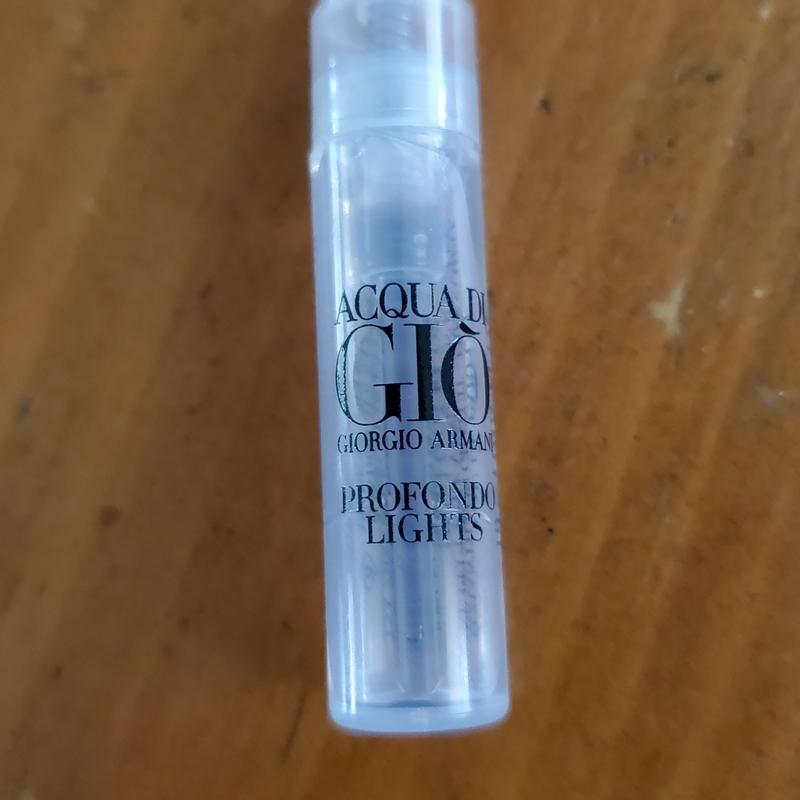 ACQUA DI
GIÒ
GIORGIO ARMANI
PROFONDO
LIGHTS